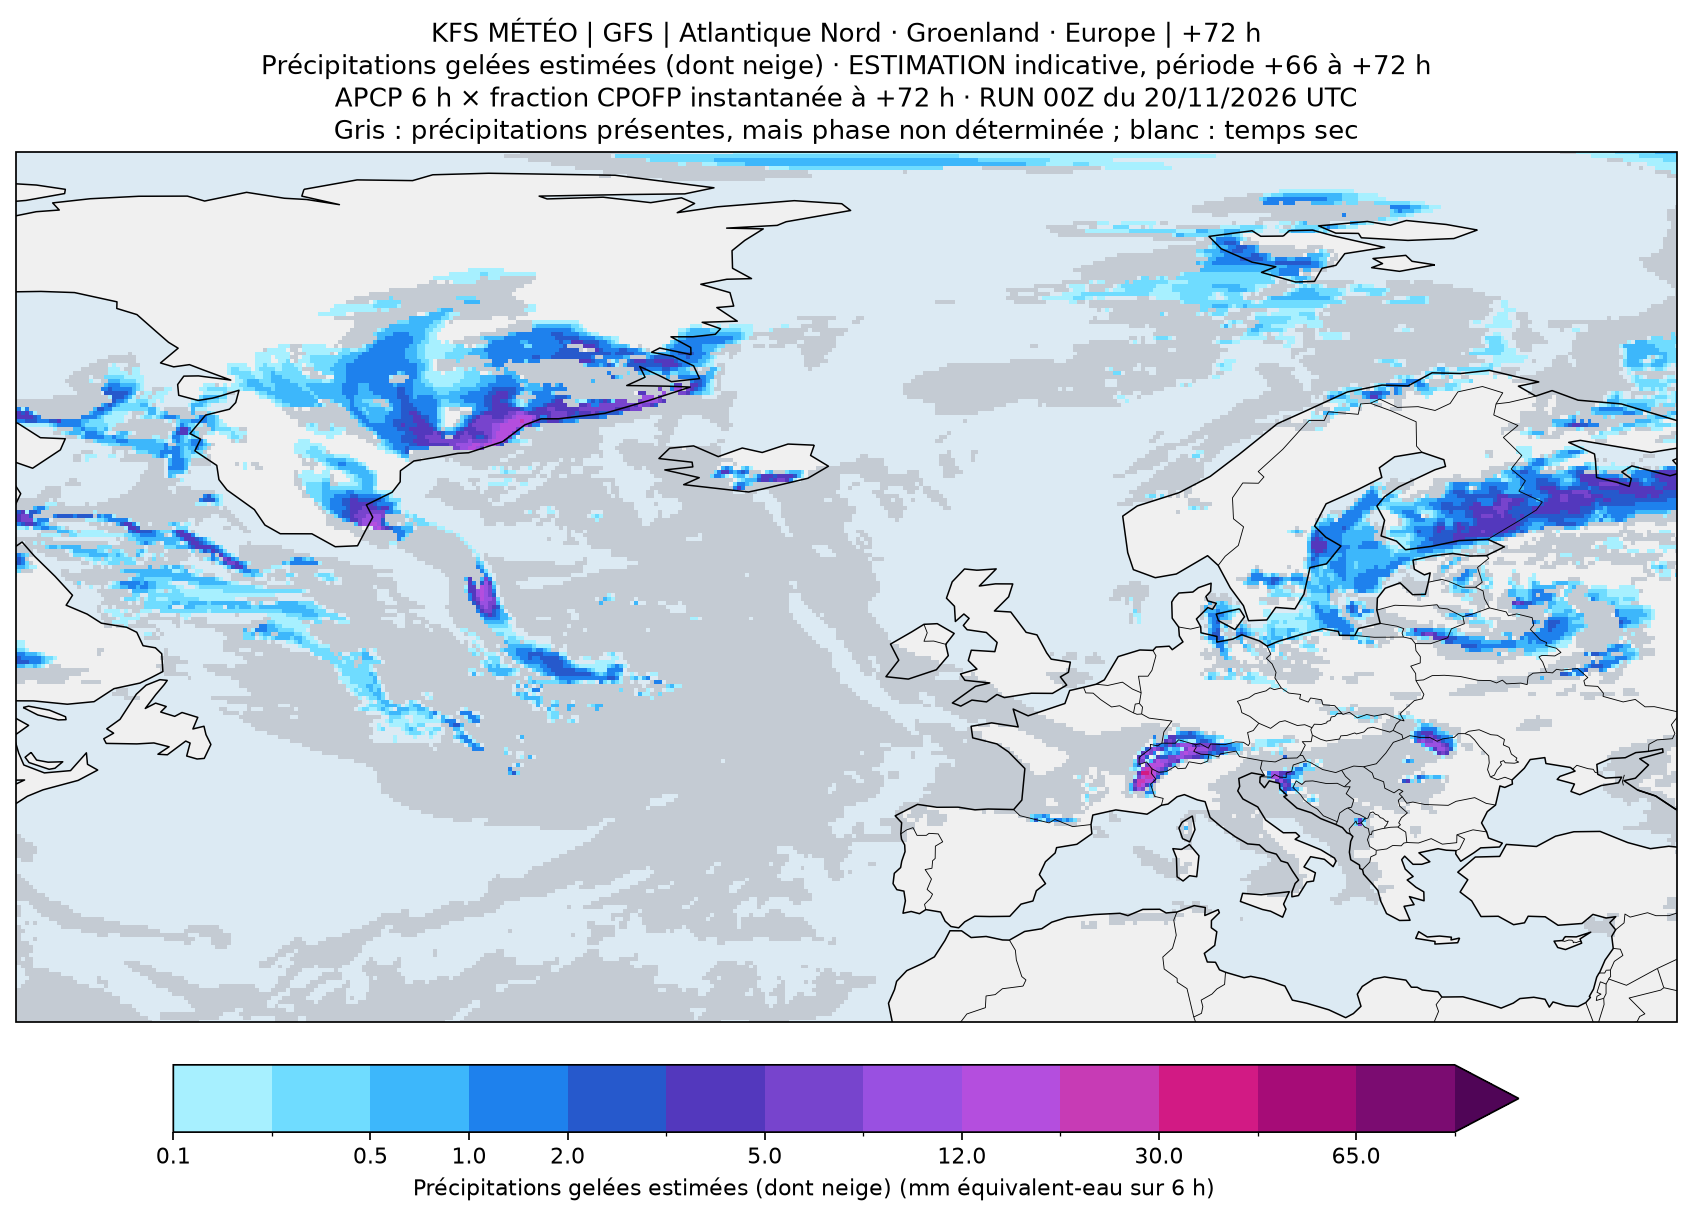 KFS MÉTÉO | GFS | Atlantique Nord · Groenland · Europe | +72 h
Précipitations gelées estimées (dont neige) · ESTIMATION indicative, période +66 à +72 h
APCP 6 h × fraction CPOFP instantanée à +72 h · RUN 00Z du 20/11/2026 UTC
Gris : précipitations présentes, mais phase non déterminée ; blanc : temps sec
0.1 0.5 1.0 2.0 5.0 12.0 30.0 65.0
Précipitations gelées estimées (dont neige) (mm équivalent-eau sur 6 h)